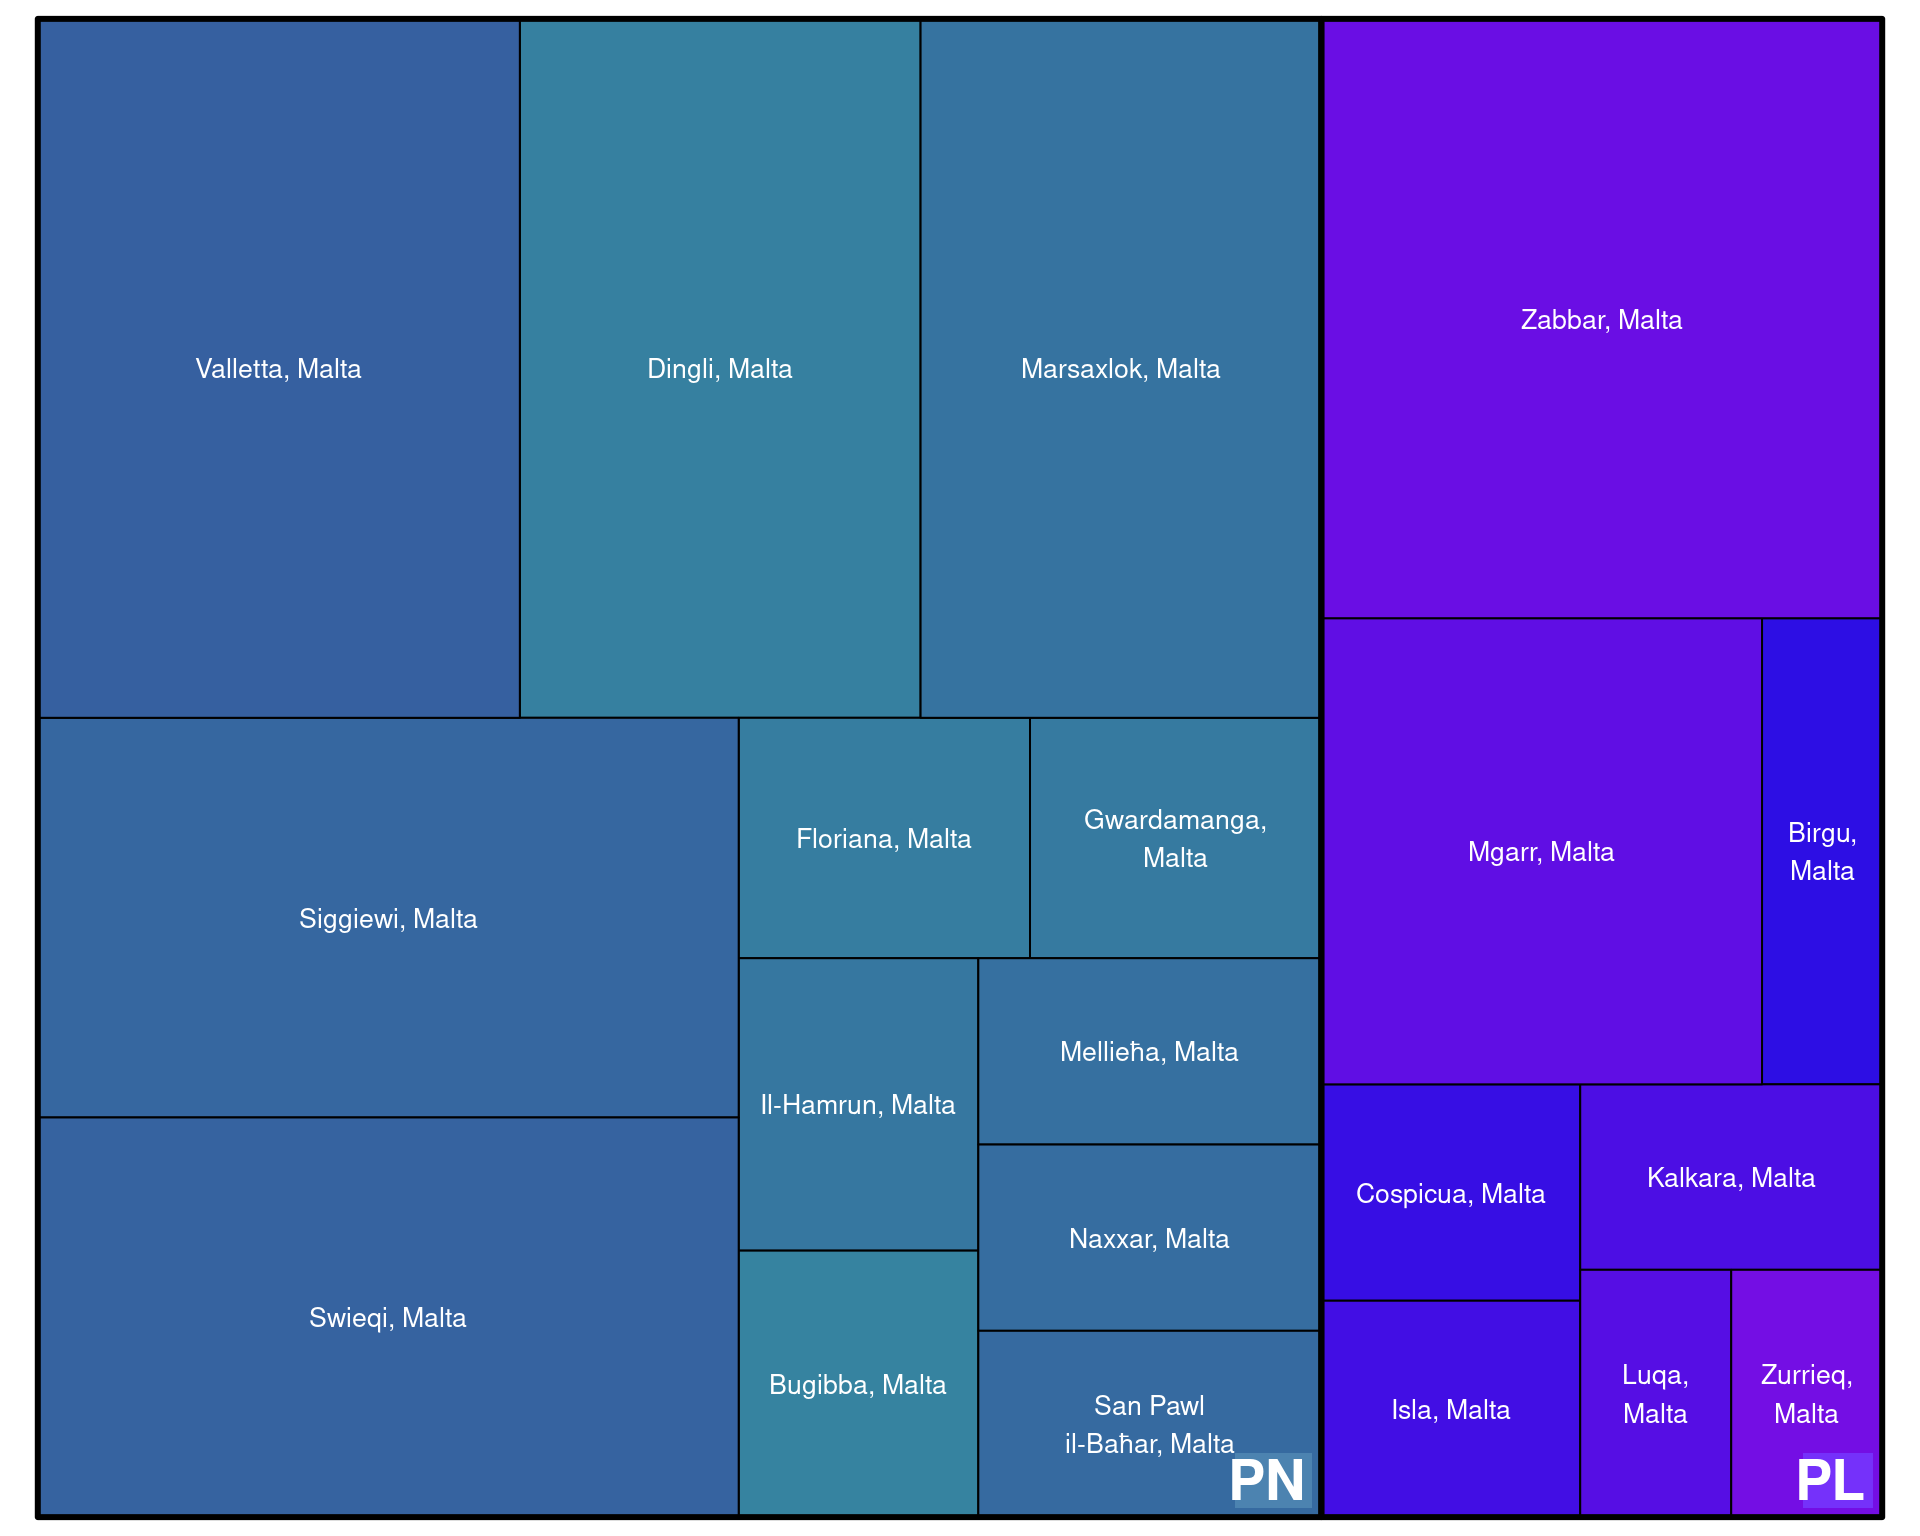 Valletta, Malta
Dingli, Malta
Marsaxlok, Malta
Zabbar, Malta
Siggiewi, Malta
Floriana, Malta
Gwardamanga,
Malta
Mgarr, Malta
Birgu,
Malta
Il-Hamrun, Malta
Mellieħa, Malta
Naxxar, Malta
Cospicua, Malta
Kalkara, Malta
Swieqi, Malta
Bugibba, Malta
San Pawl
il-Baħar, Malta
Isla, Malta
Luqa,
Malta
Zurrieq,
Malta
PN
PL